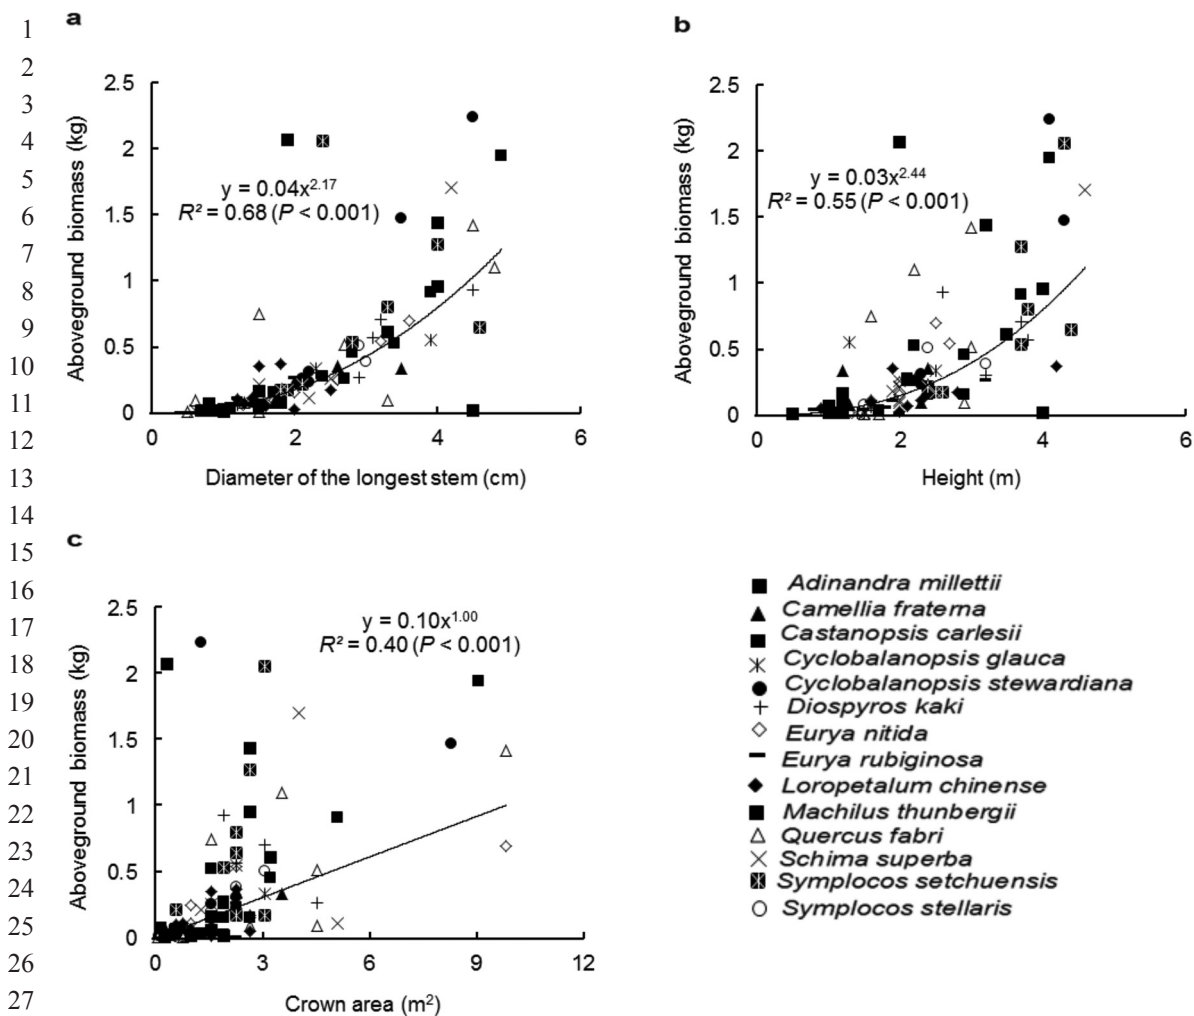 1
2
3
4
5
6
7
8
9
10
11
12
13
14
15
16
17
18
19
20
21
22
23
24
25
26
27
a
Aboveground biomass (kg)
2.5
2
1.5
1
0.5
0
y = 0.04x^2.17
R² = 0.68 (P < 0.001)
0 2 4 6
Diameter of the longest stem (cm)
b
Aboveground biomass (kg)
2.5
2
1.5
1
0.5
0
y = 0.03x^2.44
R² = 0.55 (P < 0.001)
0 2 4 6
Height (m)
c
Aboveground biomass (kg)
2.5
2
1.5
1
0.5
0
y = 0.10x^1.00
R² = 0.40 (P < 0.001)
0 3 6 9 12
Crown area (m²)
Adinandra millettii
Camellia fraterna
Castanopsis carlesii
Cyclobalanopsis glauca
Cyclobalanopsis stewardiana
Diospyros kaki
Eurya nitida
Eurya rubiginosa
Loropetalum chinense
Machilus thunbergii
Quercus fabri
Schima superba
Symplocos setchuensis
Symplocos stellaris